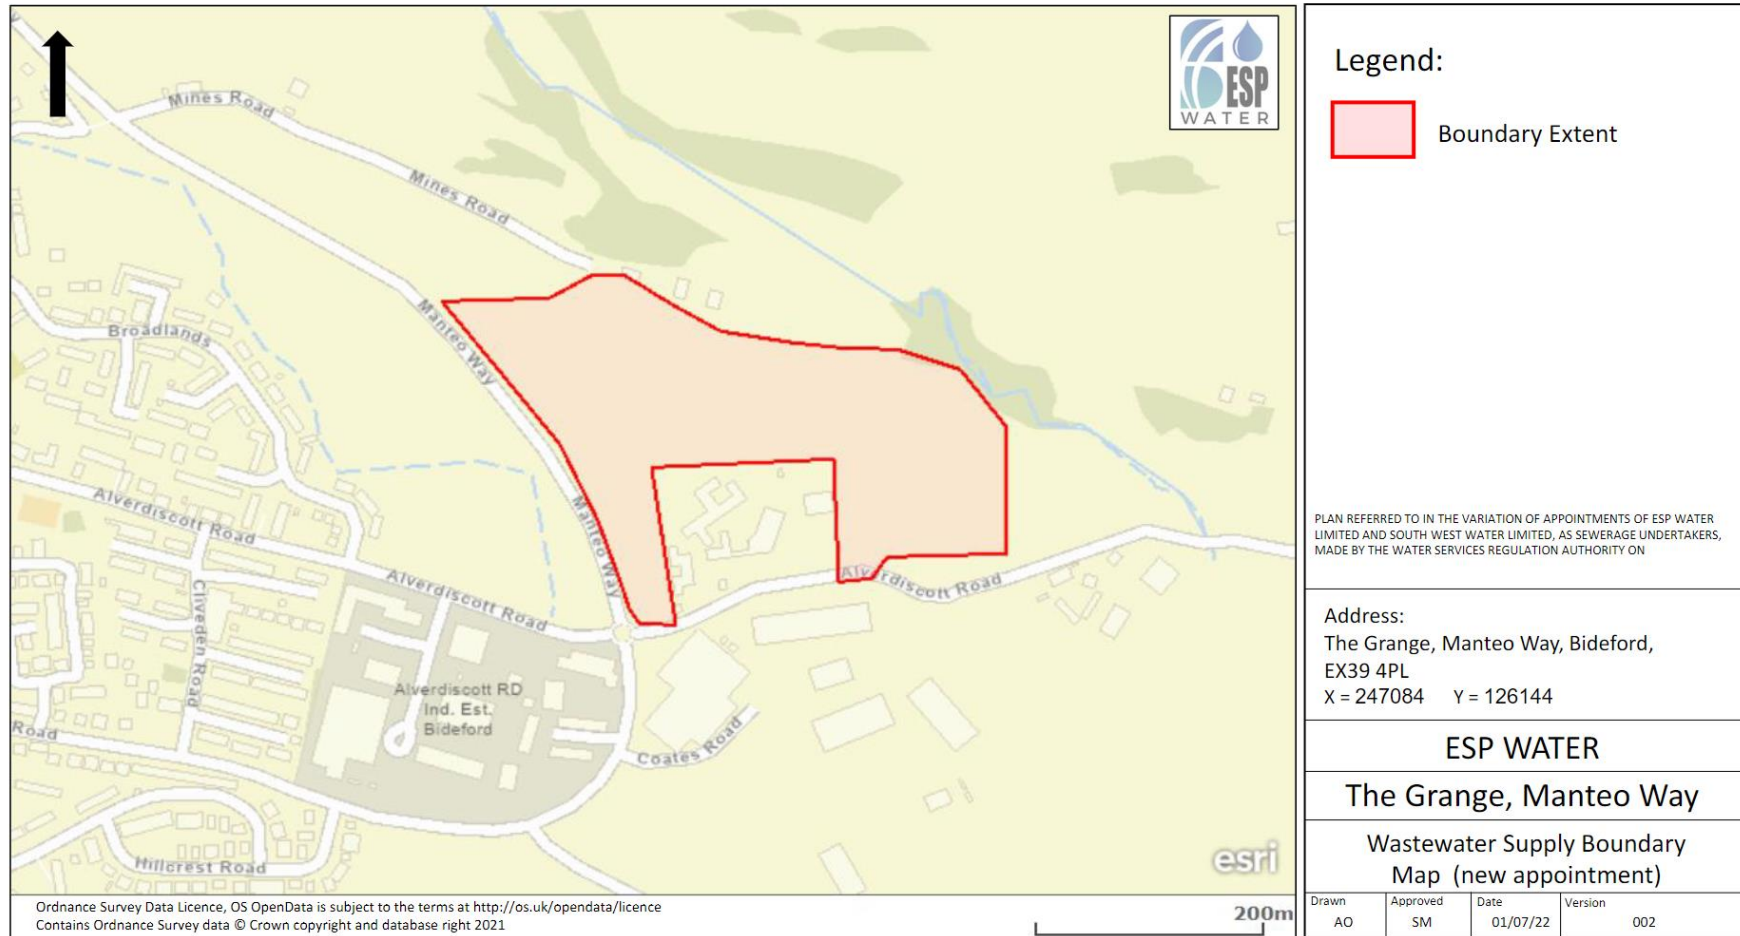 Mines Road
Mines Road
Manteo Way
Broadlands
Manteo Way
Alverdiscott Road
Alverdiscott Road
Alverdiscott Road
Cliveden Road
Alverdiscott RD
Ind. Est.
Bideford
Road
Coates Road
Hillcrest Road
ESP
WATER
esri
200m
Ordnance Survey Data Licence, OS OpenData is subject to the terms at http://os.uk/opendata/licence
Contains Ordnance Survey data © Crown copyright and database right 2021
Legend:
Boundary Extent
PLAN REFERRED TO IN THE VARIATION OF APPOINTMENTS OF ESP WATER
LIMITED AND SOUTH WEST WATER LIMITED, AS SEWERAGE UNDERTAKERS,
MADE BY THE WATER SERVICES REGULATION AUTHORITY ON
Address:
The Grange, Manteo Way, Bideford,
EX39 4PL
X = 247084 Y = 126144
ESP WATER
The Grange, Manteo Way
Wastewater Supply Boundary
Map (new appointment)
Drawn Approved Date Version
AO SM 01/07/22 002